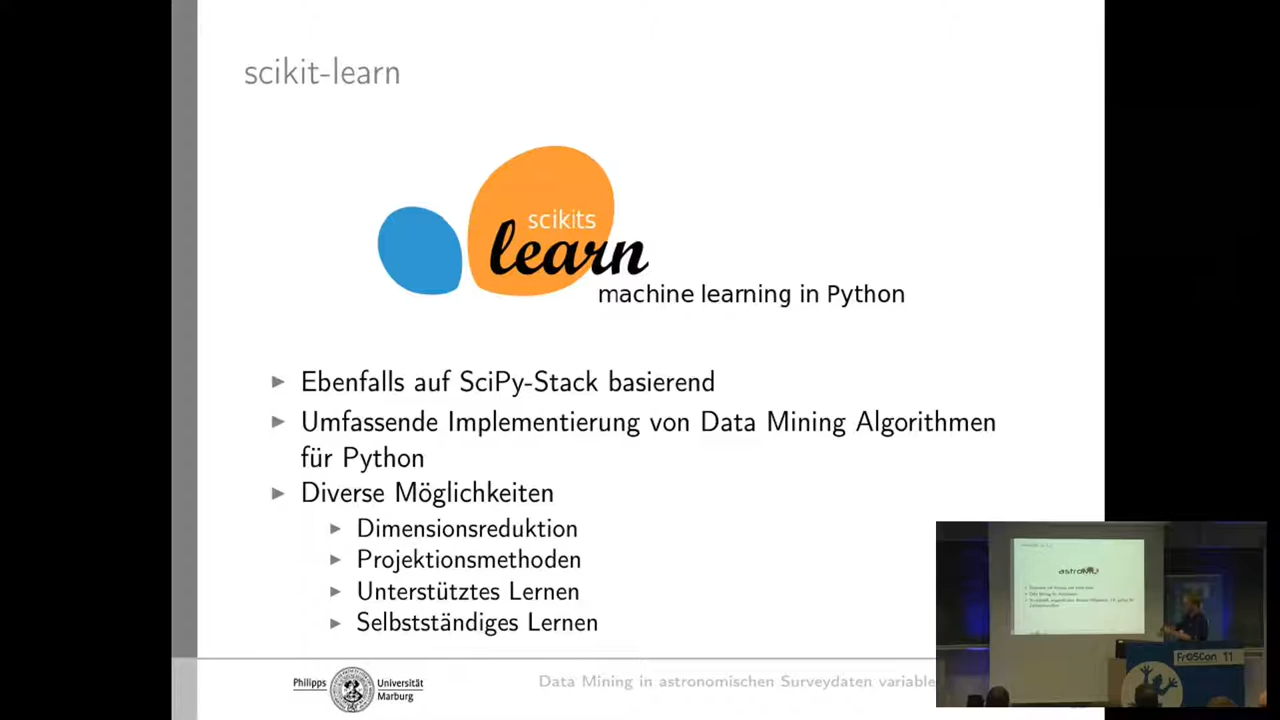 scikit-learn
scikits
learn
machine learning in Python
Ebenfalls auf SciPy-Stack basierend
Umfassende Implementierung von Data Mining Algorithmen
für Python
Diverse Möglichkeiten
Dimensionsreduktion
Projektionsmethoden
Unterstütztes Lernen
Selbstständiges Lernen
Philipps Universität
Marburg
Data Mining in astronomischen Surveydaten variable
astroML
FrOSCon 11